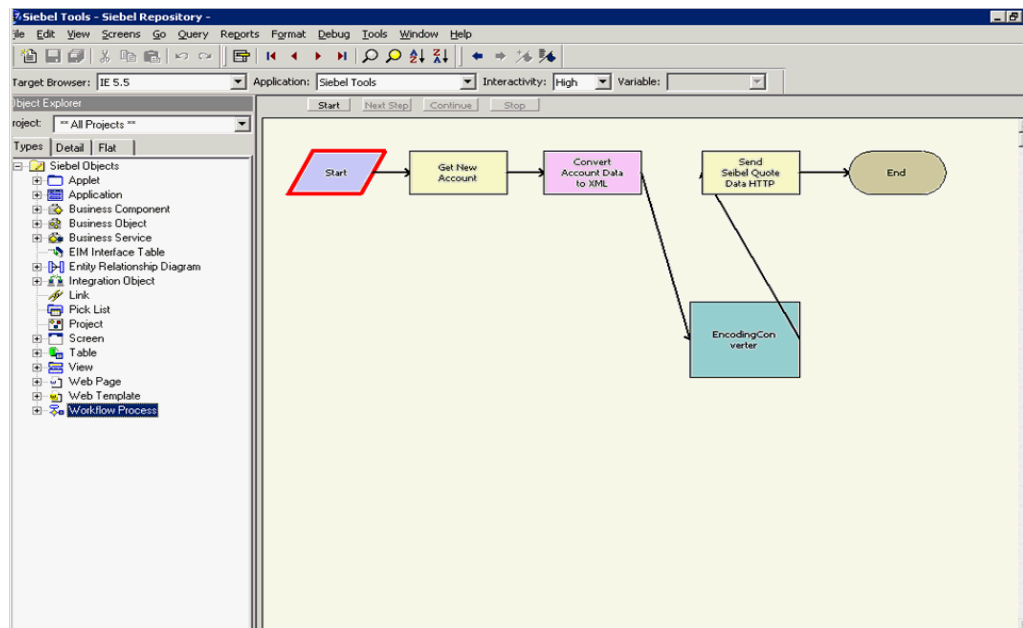 Siebel Tools - Siebel Repository -
ile Edit View Screens Go Query Reports Format Debug Tools Window Help
Target Browser: IE 5.5 Application: Siebel Tools Interactivity: High Variable:
bject Explorer
Start Next Step Continue Stop
roject: ** All Projects **
Types Detail Flat
Siebel Objects
Applet
Application
Business Component
Business Object
Business Service
EIM Interface Table
Entity Relationship Diagram
Integration Object
Link
Pick List
Project
Screen
Table
View
Web Page
Web Template
Workflow Process
Start
Get New
Account
Convert
Account Data
to XML
Send
Seibel Quote
Data HTTP
End
EncodingCon
verter